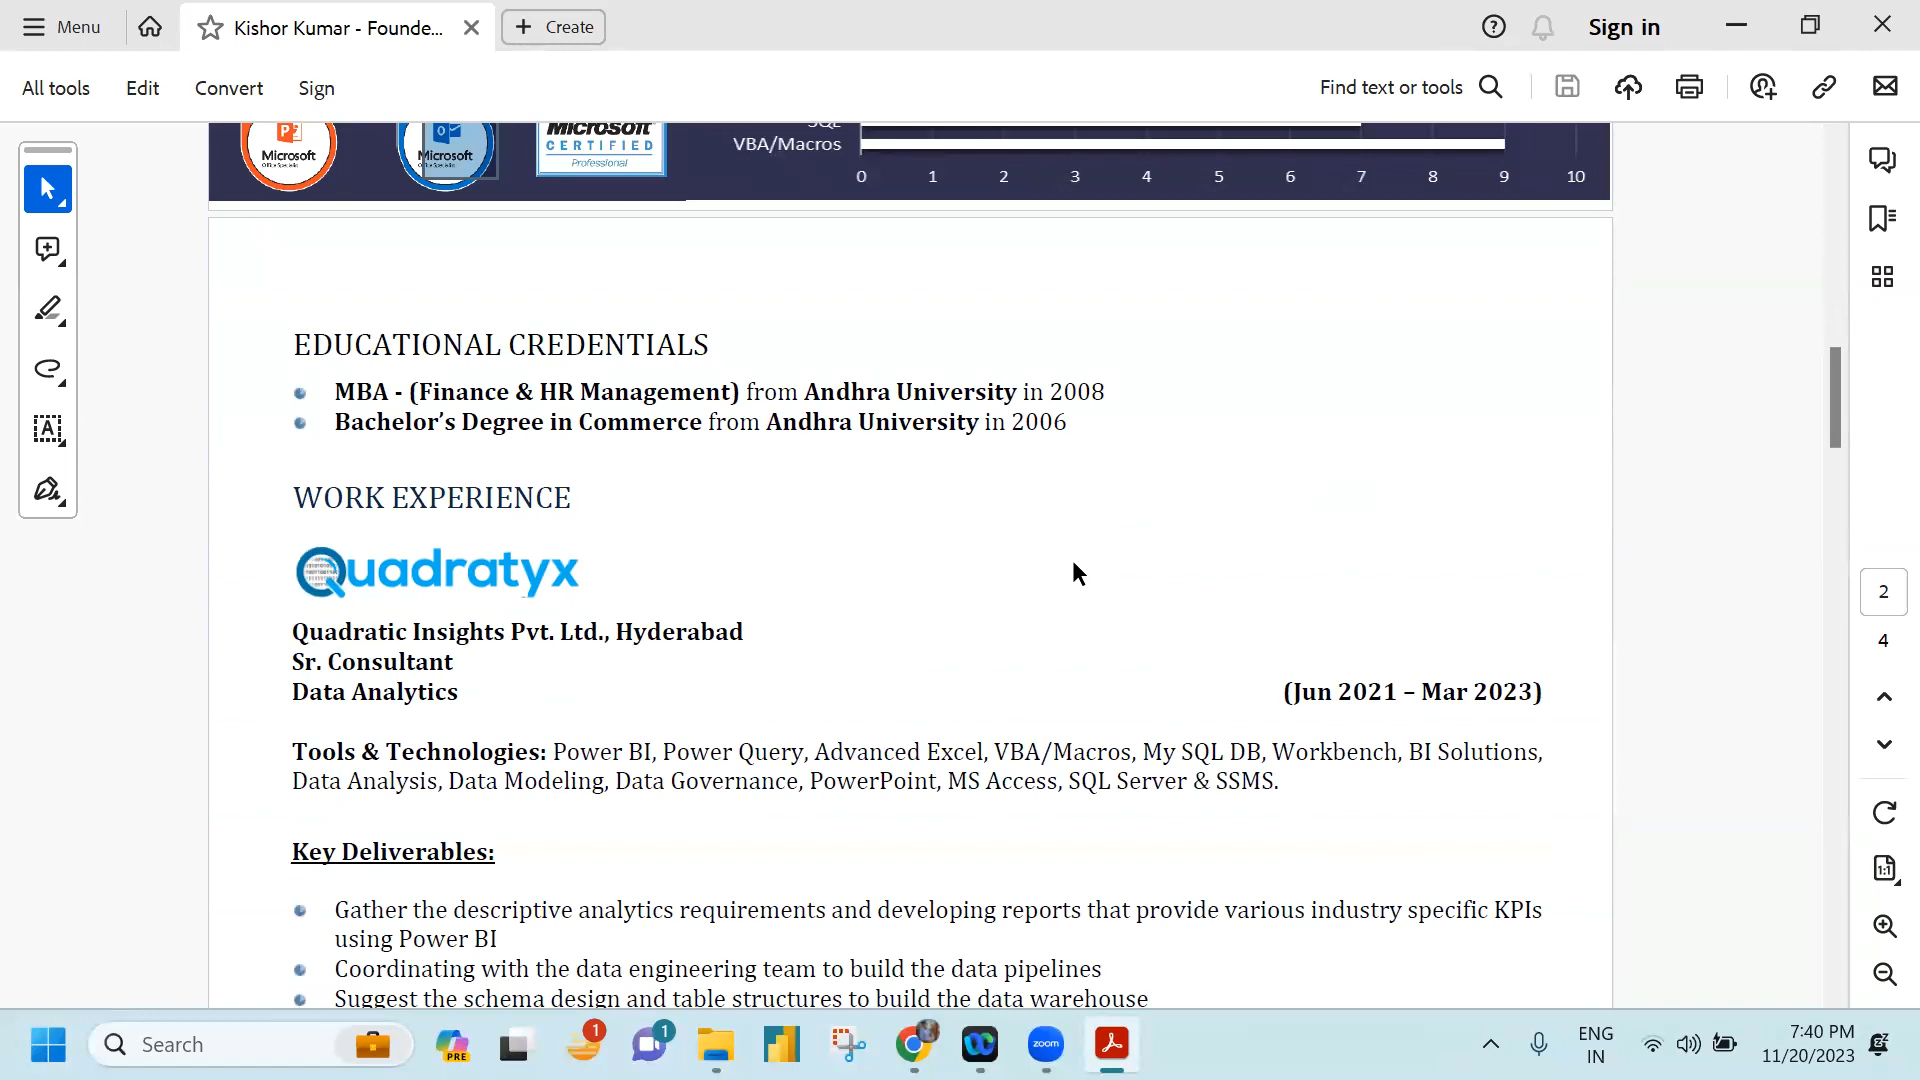 Menu
Kishor Kumar - Founde...
Create
Sign in
All tools
Edit
Convert
Sign
Find text or tools
Microsoft
Microsoft
Microsoft
CERTIFIED
Professional
SQL
VBA/Macros
0 1 2 3 4 5 6 7 8 9 10
EDUCATIONAL CREDENTIALS
MBA - (Finance & HR Management) from Andhra University in 2008
Bachelor’s Degree in Commerce from Andhra University in 2006
WORK EXPERIENCE
Quadratyx
Quadratic Insights Pvt. Ltd., Hyderabad
Sr. Consultant
Data Analytics (Jun 2021 – Mar 2023)
Tools & Technologies: Power BI, Power Query, Advanced Excel, VBA/Macros, My SQL DB, Workbench, BI Solutions,
Data Analysis, Data Modeling, Data Governance, PowerPoint, MS Access, SQL Server & SSMS.
Key Deliverables:
Gather the descriptive analytics requirements and developing reports that provide various industry specific KPIs
using Power BI
Coordinating with the data engineering team to build the data pipelines
Suggest the schema design and table structures to build the data warehouse
2
4
1:1
Search
PRE
1
1
zoom
ENG
IN
7:40 PM
11/20/2023